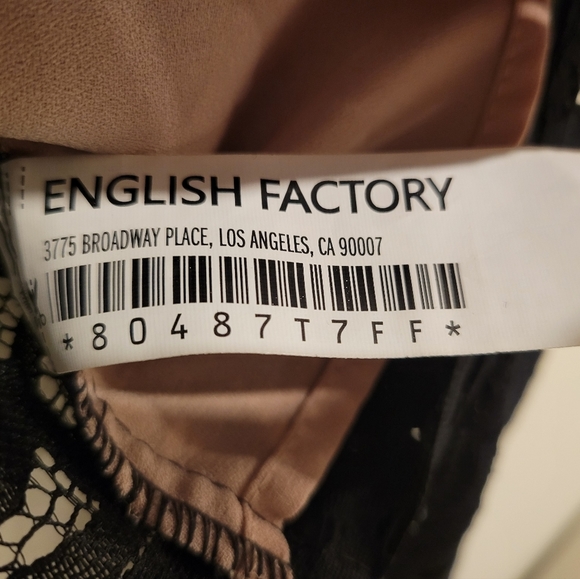 ENGLISH FACTORY
3775 BROADWAY PLACE, LOS ANGELES, CA 90007
*80487T7FF*